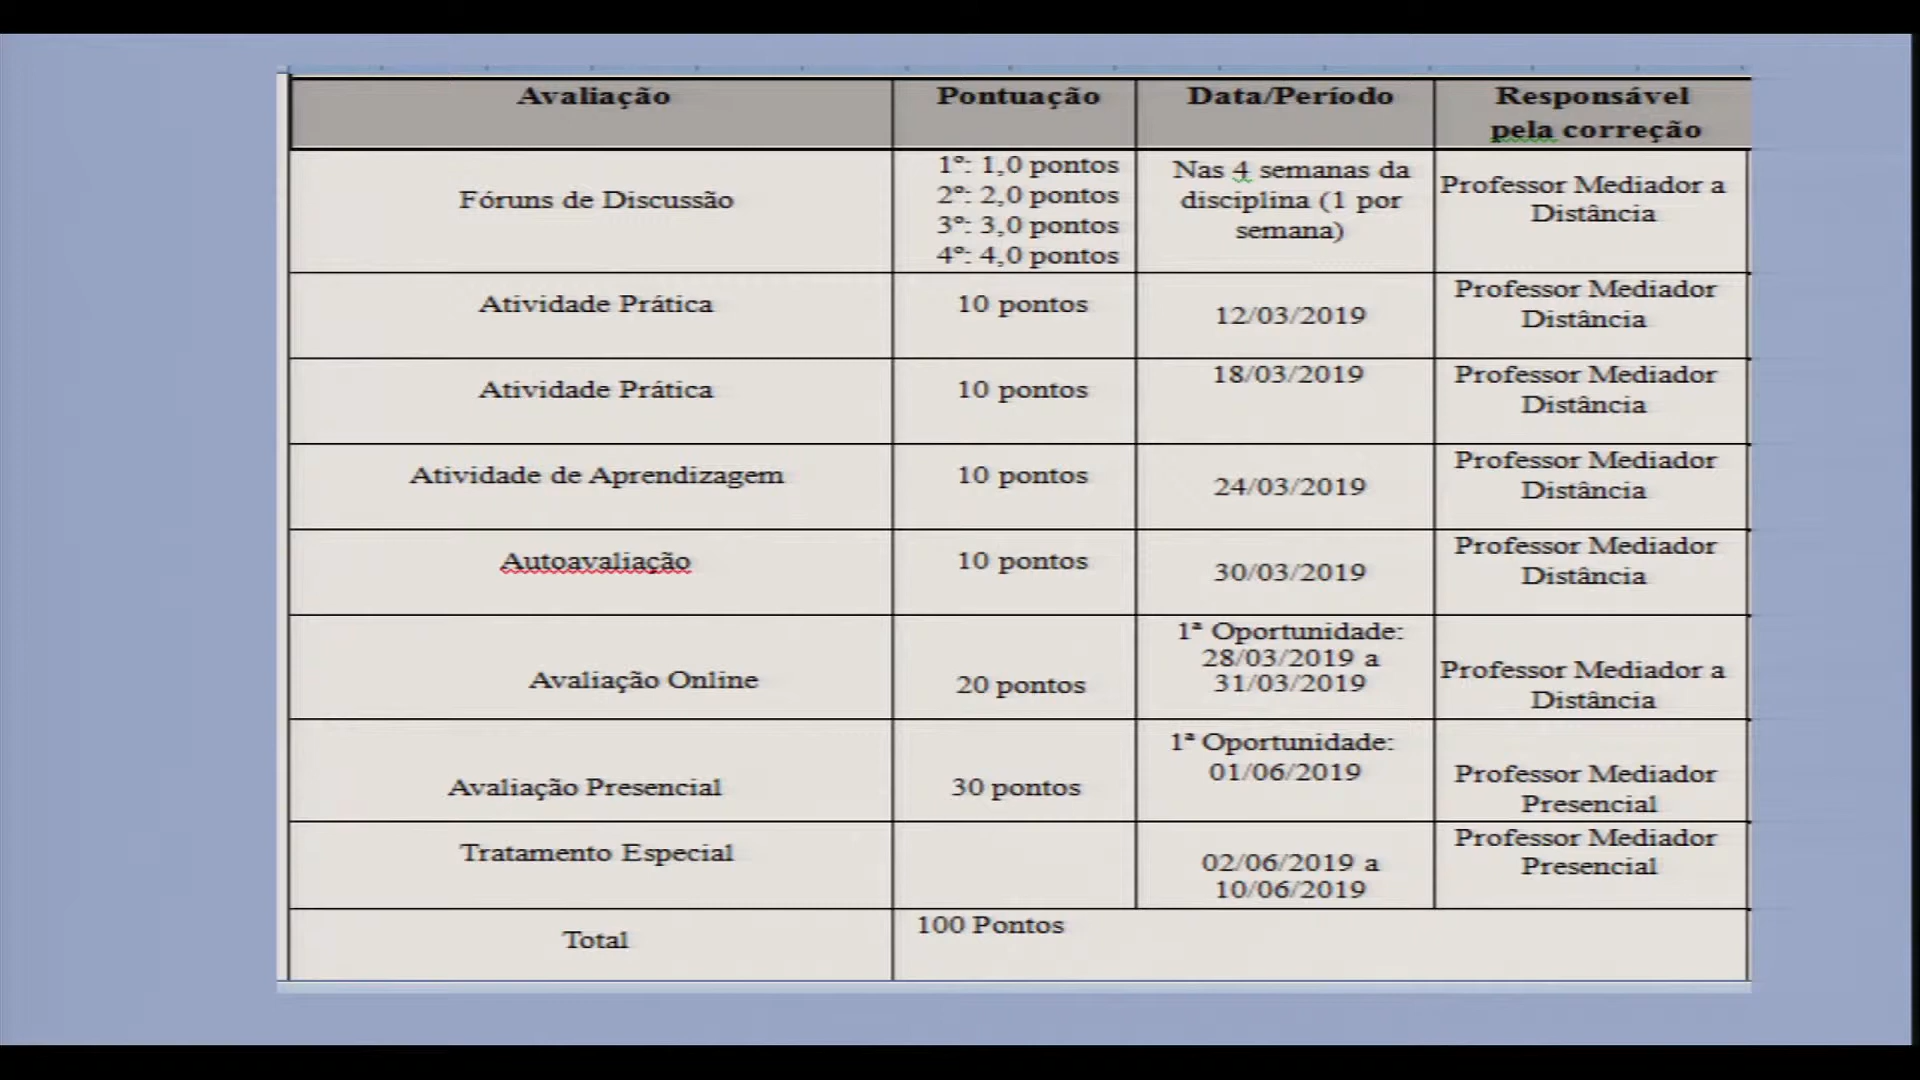 Avaliação
Pontuação
Data/Período
Responsável
pela correção
Fóruns de Discussão
1º: 1,0 pontos
2º: 2,0 pontos
3º: 3,0 pontos
4º: 4,0 pontos
Nas 4 semanas da
disciplina (1 por
semana)
Professor Mediador a
Distância
Atividade Prática
10 pontos
12/03/2019
Professor Mediador
Distância
Atividade Prática
10 pontos
18/03/2019
Professor Mediador
Distância
Atividade de Aprendizagem
10 pontos
24/03/2019
Professor Mediador
Distância
Autoavaliação
10 pontos
30/03/2019
Professor Mediador
Distância
Avaliação Online
20 pontos
1ª Oportunidade:
28/03/2019 a
31/03/2019
Professor Mediador a
Distância
Avaliação Presencial
30 pontos
1ª Oportunidade:
01/06/2019
Professor Mediador
Presencial
Tratamento Especial
02/06/2019 a
10/06/2019
Professor Mediador
Presencial
Total
100 Pontos